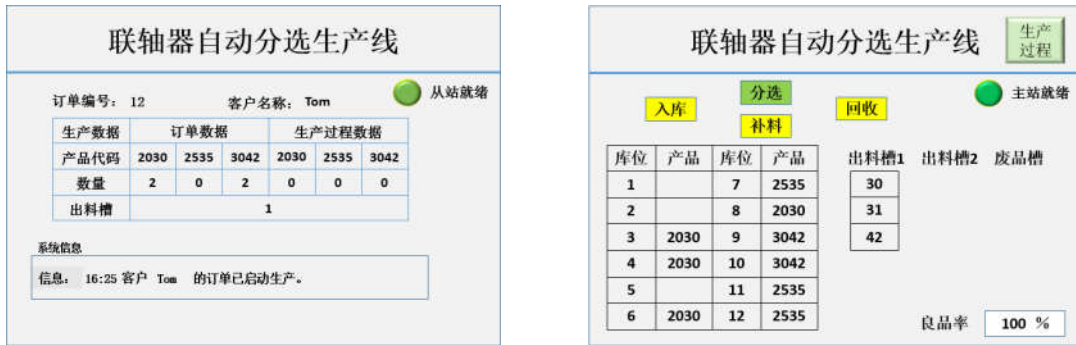 联轴器自动分选生产线
订单编号： 12 客户名称： Tom 从站就绪
生产数据 订单数据 生产过程数据
产品代码 2030 2535 3042 2030 2535 3042
数量 2 0 2 0 0 0
出料槽 1
系统信息
信息： 16:25 客户 Tom 的订单已启动生产。
联轴器自动分选生产线
生产
过程
主站就绪
入库
分选
补料
回收
库位 产品 库位 产品
1 7 2535
2 8 2030
3 2030 9 3042
4 2030 10 3042
5 11 2535
6 2030 12 2535
出料槽1 出料槽2 废品槽
30
31
42
良品率 100 %